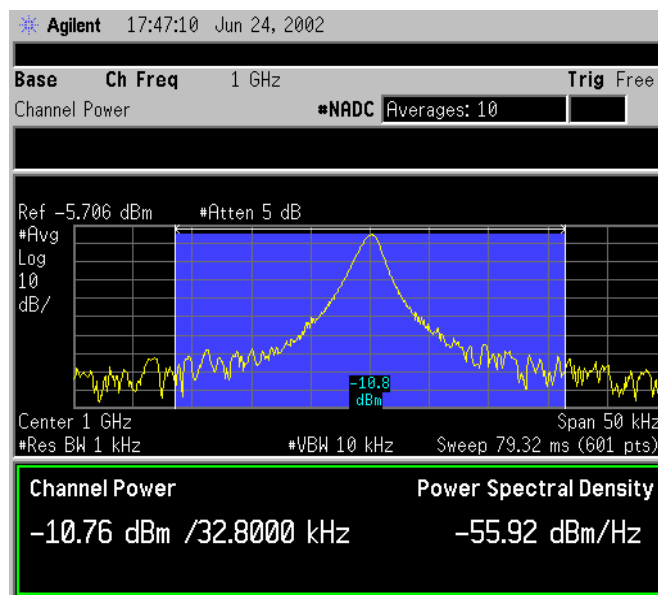 Agilent 17:47:10 Jun 24, 2002
Base Ch Freq 1 GHz Trig Free
Channel Power #NADC Averages: 10
Ref -5.706 dBm #Atten 5 dB
#Avg
Log
10
dB/
-10.8
dBm
Center 1 GHz Span 50 kHz
#Res BW 1 kHz #VBW 10 kHz Sweep 79.32 ms (601 pts)
Channel Power Power Spectral Density
-10.76 dBm /32.8000 kHz -55.92 dBm/Hz